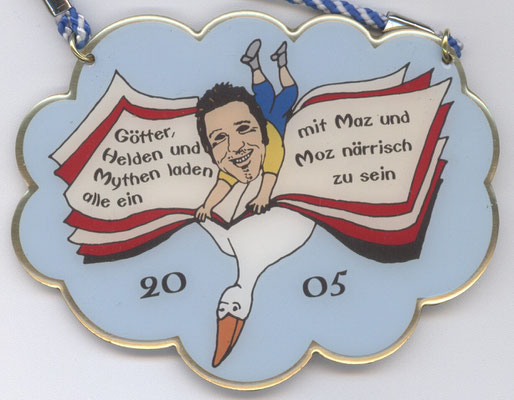 Götter,
Helden und
Mythen laden
alle ein
mit Maz und
Moz närrisch
zu sein
20 05